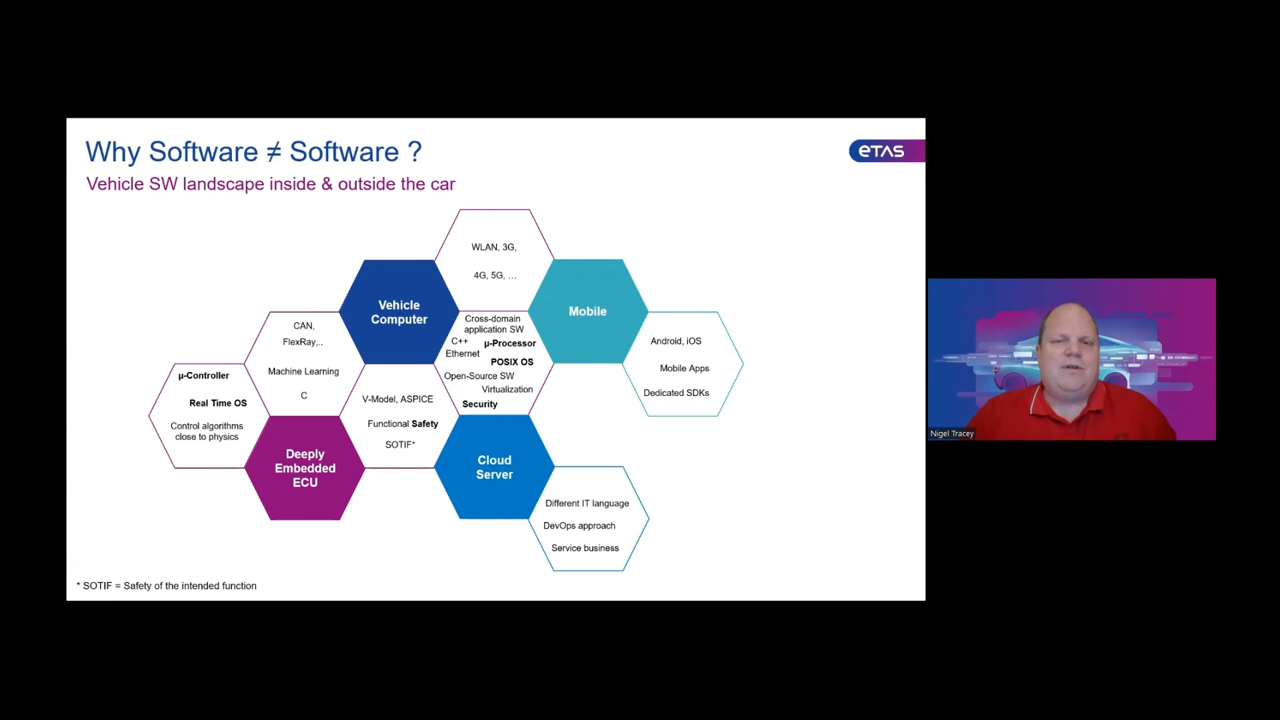 Why Software ≠ Software ?
ETAS
Vehicle SW landscape inside & outside the car
WLAN, 3G,
4G, 5G, ...
Vehicle
Computer
Mobile
CAN,
FlexRay,..
Machine Learning
C
Cross-domain
application SW
C++
µ-Processor
Ethernet
POSiX OS
Open-Source SW
Virtualization
Security
Android, iOS
Mobile Apps
Dedicated SDKs
µ-Controller
Real Time OS
Control algorithms
close to physics
V-Model, ASPICE
Functional Safety
SOTIF*
Deeply
Embedded
ECU
Cloud
Server
Different IT language
DevOps approach
Service business
* SOTIF = Safety of the intended function
Nigel Tracey